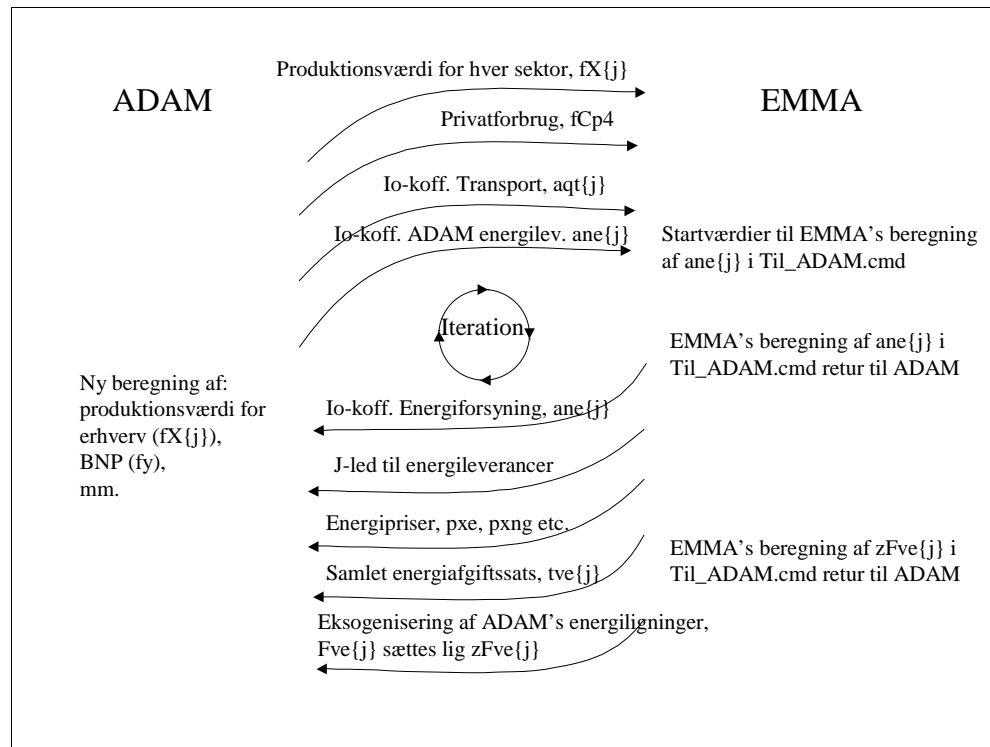 Produktionsværdi for hver sektor, fX{j}
ADAM
EMMA
Privatforbrug, fCp4
Io-koff. Transport, aqt{j}
Io-koff. ADAM energilev. ane{j}
Startværdier til EMMA's beregning
af ane{j} i Til_ADAM.cmd
Iteration
EMMA's beregning af ane{j} i
Til_ADAM.cmd retur til ADAM
Ny beregning af:
produktionsværdi for
erhverv (fX{j}),
BNP (fy),
mm.
Io-koff. Energiforsyning, ane{j}
J-led til energileverancer
Energipriser, pxe, pxng etc.
Samlet energiafgiftssats, tve{j}
EMMA's beregning af zFve{j} i
Til_ADAM.cmd retur til ADAM
Eksogenisering af ADAM's energiligninger,
Fve{j} sættes lig zFve{j}